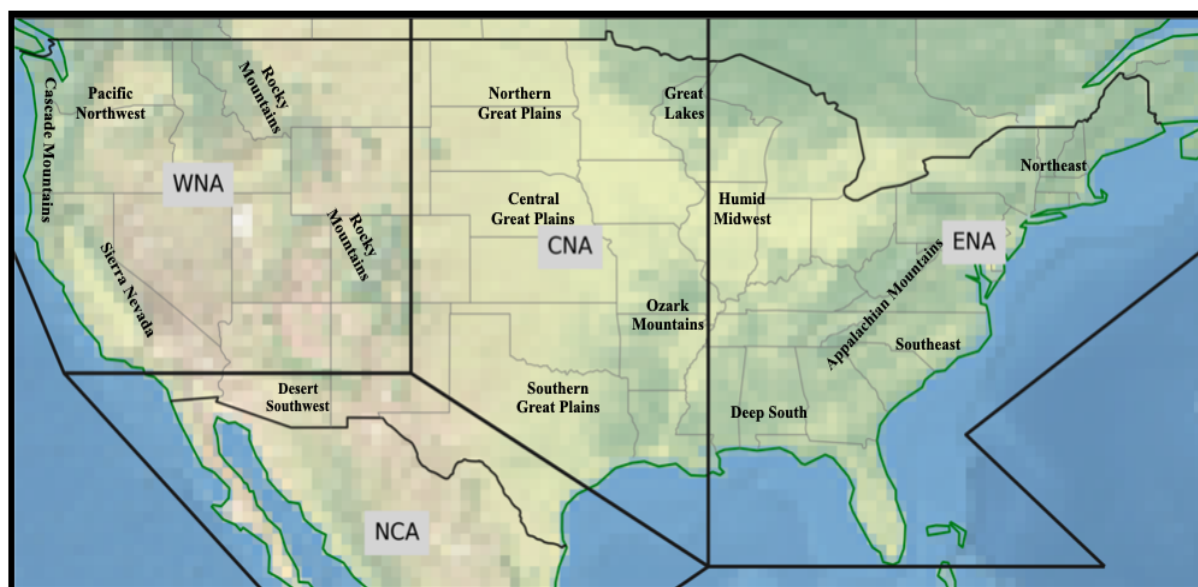 Cascade Mountains
Pacific
Northwest
Rocky
Mountains
WNA
Rocky
Mountains
Sierra Nevada
Northern
Great Plains
Great
Lakes
Central
Great Plains
CNA
Humid
Midwest
Northeast
ENA
Appalachian Mountains
Ozark
Mountains
Southeast
Desert
Southwest
Southern
Great Plains
Deep South
NCA